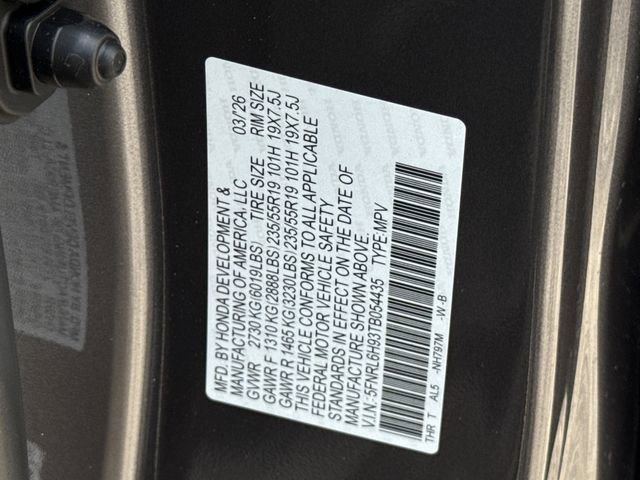 MFD. BY HONDA DEVELOPMENT &
MANUFACTURING OF AMERICA, LLC 03/'26
GVWR 2730 KG(6019LBS) TIRE SIZE RIM SIZE
GAWR F 1310 KG(2888LBS)235/55R19 101H 19X7.5J
GAWR R 1465 KG(3230LBS)235/55R19 101H 19X7.5J
THIS VEHICLE CONFORMS TO ALL APPLICABLE
FEDERAL MOTOR VEHICLE SAFETY
STANDARDS IN EFFECT ON THE DATE OF
MANUFACTURE SHOWN ABOVE.
V.I.N.: 5FNRL6H93TB054435 TYPE:MPV
THR T AL5 -NH797M -W-B